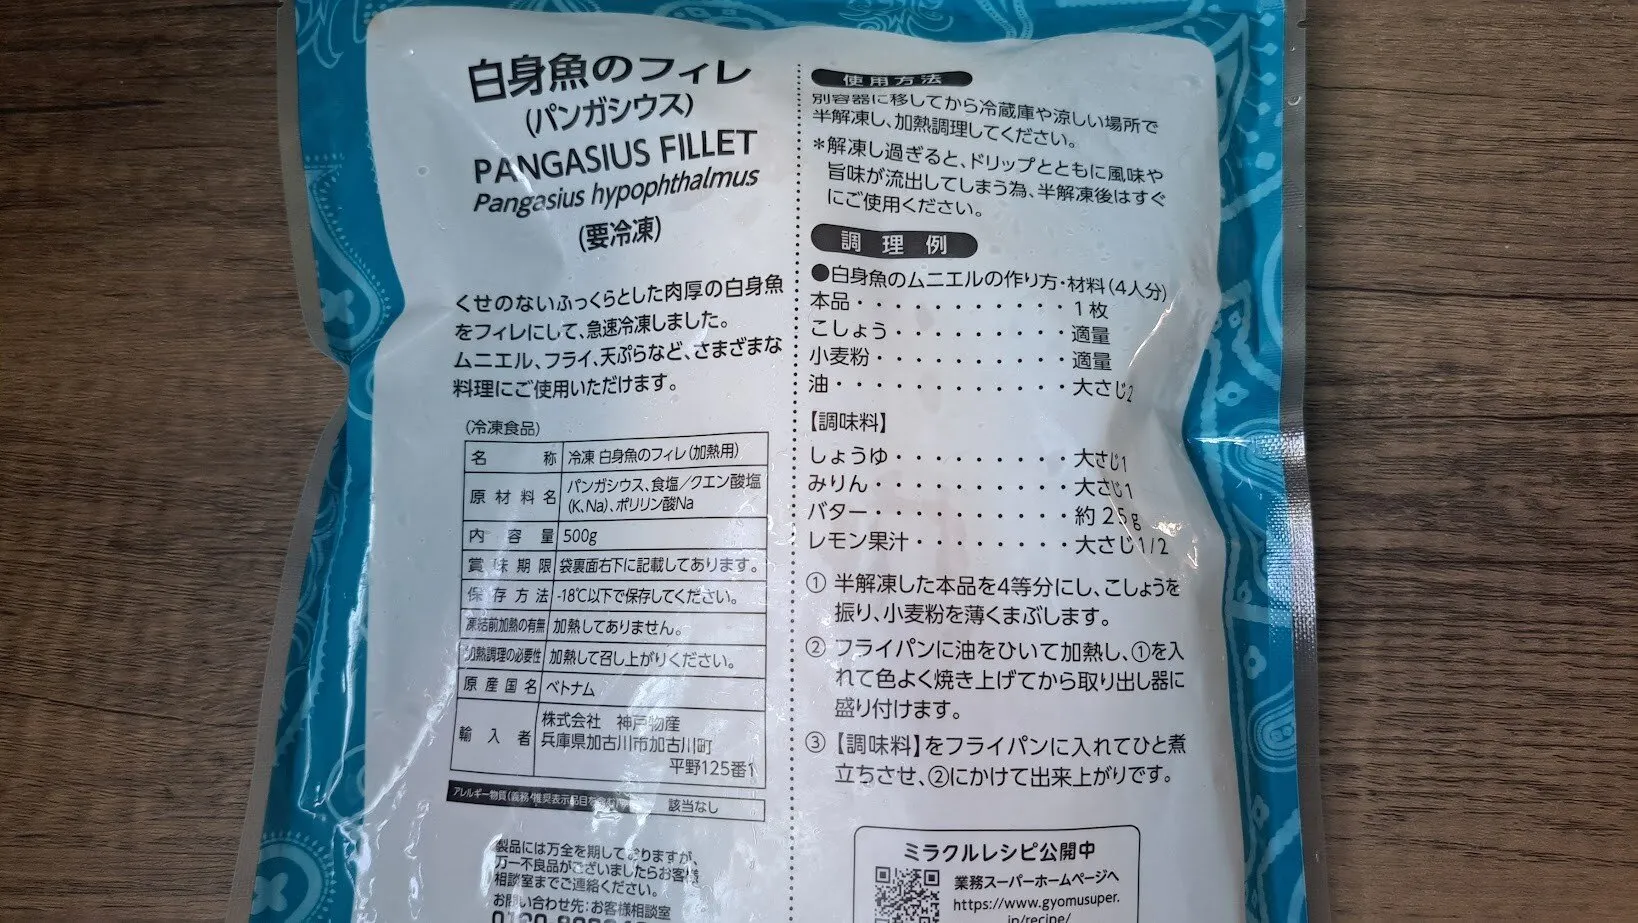 白身魚のフィレ
(パンガシウス)
PANGASIUS FILLET
Pangasius hypophthalmus
(要冷凍)
くせのないふっくらとした肉厚の白身魚
をフィレにして、急速冷凍しました。
ムニエル、フライ、天ぷらなど、さまざまな
料理にご使用いただけます。
(冷凍食品)
名称 冷凍 白身魚のフィレ(加熱用)
原材料名 パンガシウス、食塩/クエン酸塩
(K、Na)、ポリリン酸Na
内容量 500g
賞味期限 袋裏面右下に記載してあります。
保存方法 -18℃以下で保存してください。
凍結前加熱の有無 加熱してありません。
加熱調理の必要性 加熱して召し上がりください。
原産国名 ベトナム
輸入者 株式会社 神戸物産
兵庫県加古川市加古川町
平野125番1
アレルギー物質(義務/推奨表示品目 該当なし
製品には万全を期しておりますが、
万一不良品がございましたらお客様
相談室までご連絡ください。
お問い合わせ先:お客様相談室
使用方法
別容器に移してから冷蔵庫や涼しい場所で
半解凍し、加熱調理してください。
*解凍し過ぎると、ドリップとともに風味や
旨味が流出してしまう為、半解凍後はすぐ
にご使用ください。
調理例
●白身魚のムニエルの作り方・材料(4人分)
本品・・・・・・・・・・1枚
こしょう・・・・・・・・・適量
小麦粉・・・・・・・・・・適量
油・・・・・・・・・・・・大さじ2
【調味料】
しょうゆ・・・・・・・・・大さじ1
みりん・・・・・・・・・・大さじ1
バター・・・・・・・・・・約25g
レモン果汁・・・・・・・・大さじ1/2
① 半解凍した本品を4等分にし、こしょうを
振り、小麦粉を薄くまぶします。
② フライパンに油をひいて加熱し、①を入
れて色よく焼き上げてから取り出し器に
盛り付けます。
③ 【調味料】をフライパンに入れてひと煮
立ちさせ、②にかけて出来上がりです。
ミラクルレシピ公開中
業務スーパーホームページへ
https://www.gyomusuper.
jp/recipe/